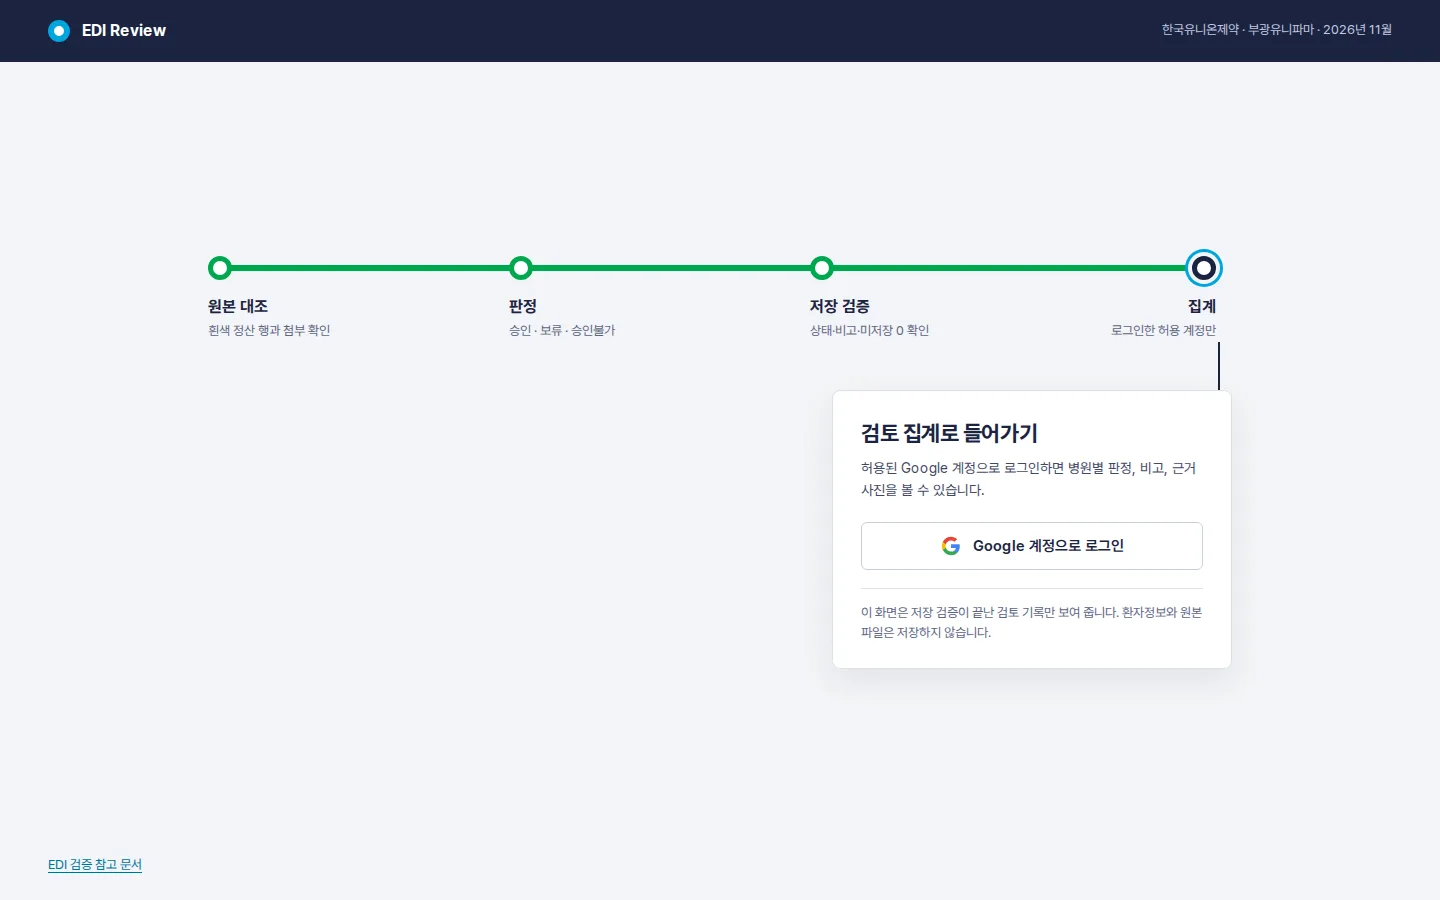 EDI Review
한국유니온제약 · 부광유니파마 · 2026년 11월
원본 대조
흰색 정산 행과 첨부 확인
판정
승인 · 보류 · 승인불가
저장 검증
상태·비고·미저장 0 확인
집계
로그인한 허용 계정만
검토 집계로 들어가기
허용된 Google 계정으로 로그인하면 병원별 판정, 비고, 근거
사진을 볼 수 있습니다.
Google 계정으로 로그인
이 화면은 저장 검증이 끝난 검토 기록만 보여 줍니다. 환자정보와 원본
파일은 저장하지 않습니다.
EDI 검증 참고 문서